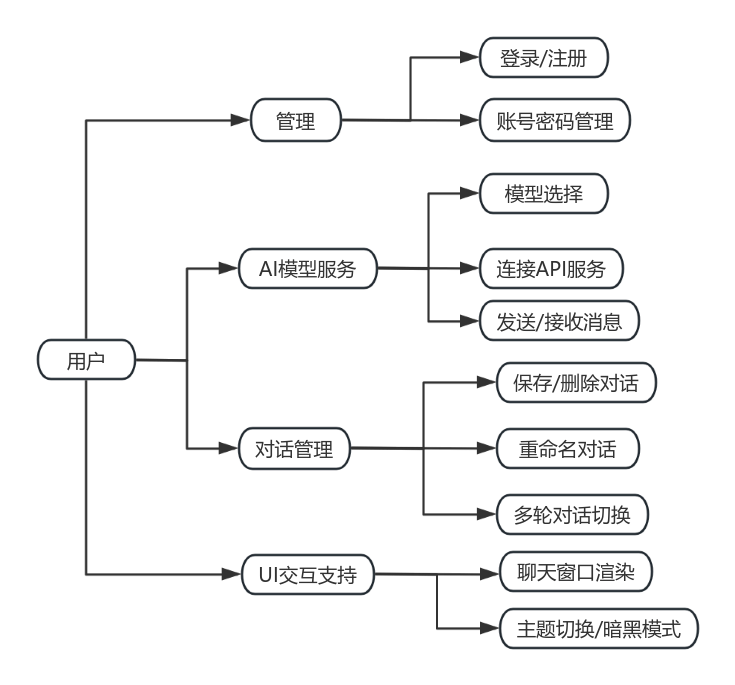 登录/注册
管理
账号密码管理
模型选择
AI模型服务
连接API服务
发送/接收消息
用户
保存/删除对话
对话管理
重命名对话
多轮对话切换
UI交互支持
聊天窗口渲染
主题切换/暗黑模式